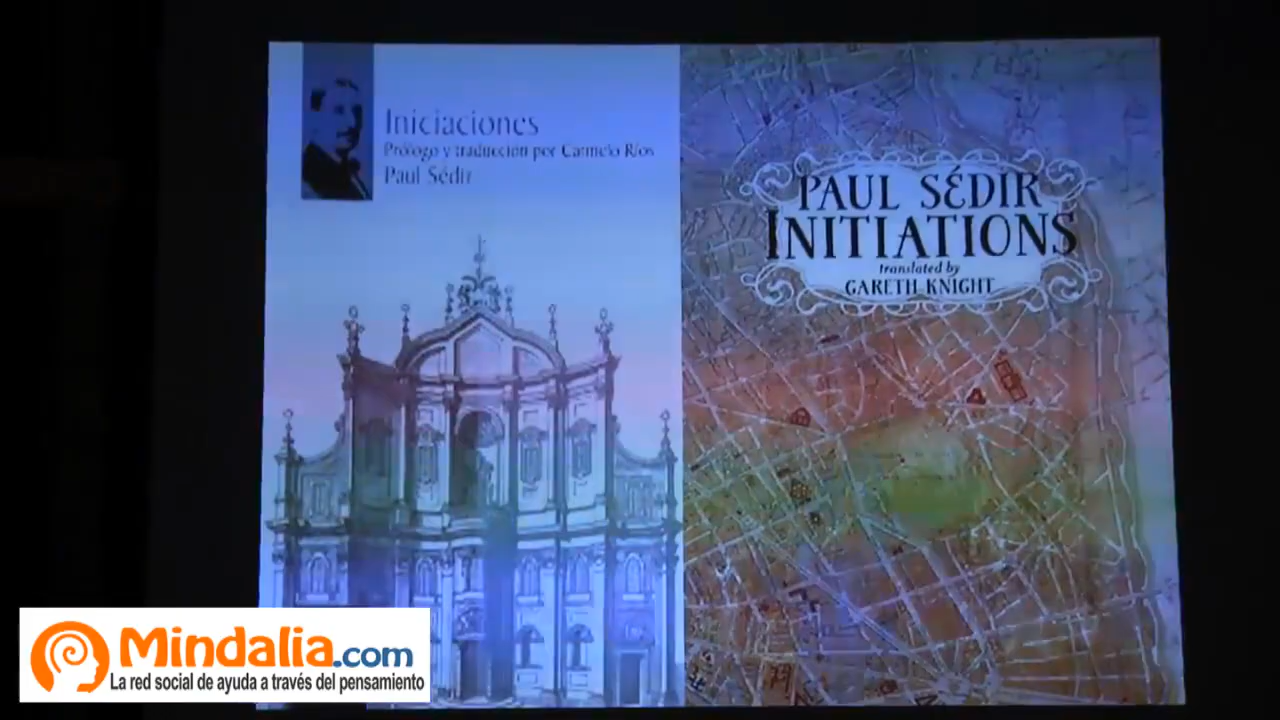 Iniciaciones
Prólogo y traducción por Carmelo Ríos
Paul Sédir
PAUL SÉDIR
INITIATIONS
translated by
GARETH KNIGHT
Mindalia.com
La red social de ayuda a través del pensamiento